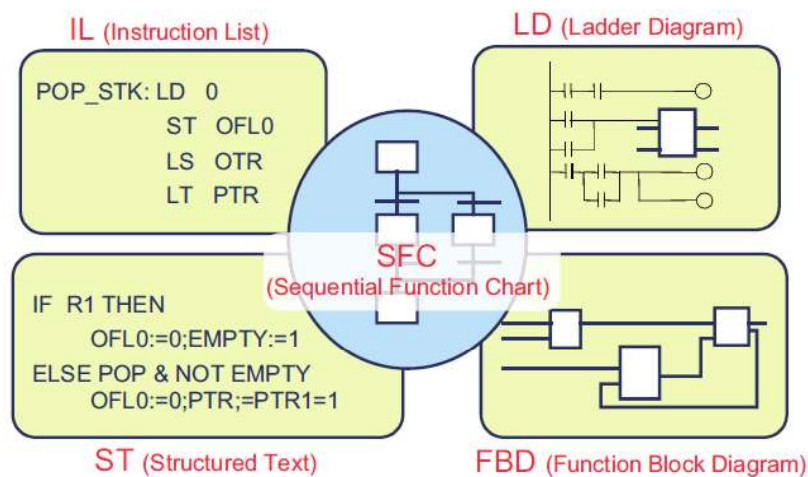 IL (Instruction List)
POP_STK: LD 0
ST OFL0
LS OTR
LT PTR
LD (Ladder Diagram)
SFC
(Sequential Function Chart)
IF R1 THEN
OFL0:=0;EMPTY:=1
ELSE POP & NOT EMPTY
OFL0:=0;PTR;=PTR1=1
ST (Structured Text)
FBD (Function Block Diagram)